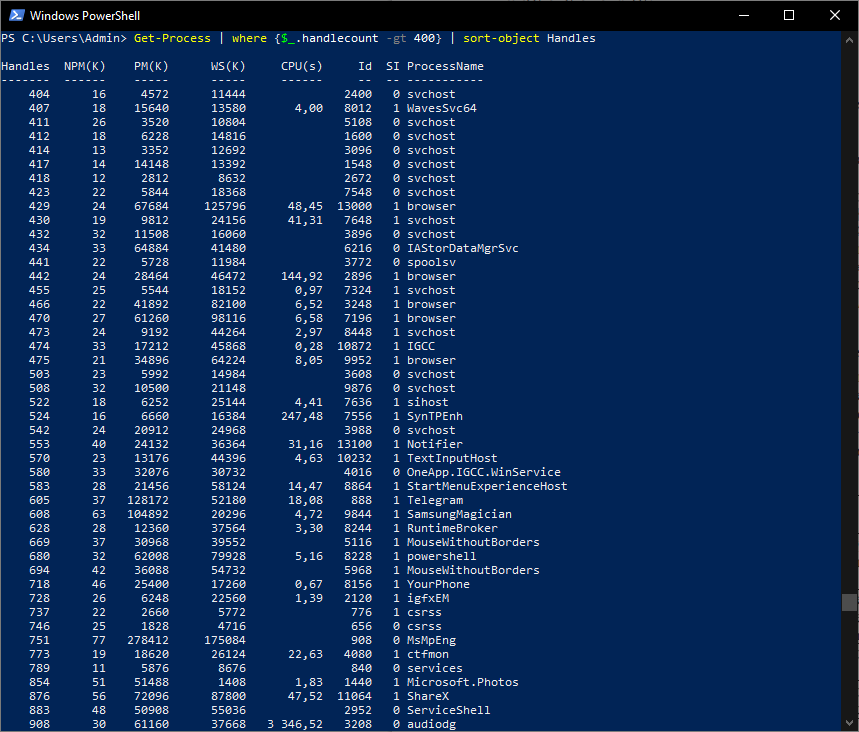 Windows PowerShell
PS C:\Users\Admin> Get-Process | where {$_.handlecount -gt 400} | sort-object Handles
Handles  NPM(K)    PM(K)      WS(K)     CPU(s)     Id  SI ProcessName
-------  ------    -----      -----     ------     --  -- -----------
    404      16     4572      11444              2400   0 svchost
    407      18    15640      13580       4,00   8012   1 WavesSvc64
    411      26     3520      10804              5108   0 svchost
    412      18     6228      14816              1600   0 svchost
    414      13     3352      12692              3096   0 svchost
    417      14    14148      13392              1548   0 svchost
    418      12     2812       8632              2672   0 svchost
    423      22     5844      18368              7548   0 svchost
    429      24    67684     125796      48,45  13000   1 browser
    430      19     9812      24156      41,31   7648   1 svchost
    432      32    11508      16060              3896   0 svchost
    434      33    64884      41480              6216   0 IAStorDataMgrSvc
    441      22     5728      11984              3772   0 spoolsv
    442      24    28464      46472     144,92   2896   1 browser
    455      25     5544      18152       0,97   7324   1 svchost
    466      22    41892      82100       6,52   3248   1 browser
    470      27    61260      98116       6,58   7196   1 browser
    473      24     9192      44264       2,97   8448   1 svchost
    474      33    17212      45868       0,28  10872   1 IGCC
    475      21    34896      64224       8,05   9952   1 browser
    503      23     5992      14984              3608   0 svchost
    508      32    10500      21148              9876   0 svchost
    522      18     6252      25144       4,41   7636   1 sihost
    524      16     6660      16384     247,48   7556   1 SynTPEnh
    542      24    20912      24968              3988   0 svchost
    553      40    24132      36364      31,16  13100   1 Notifier
    570      23    13176      44396       4,63  10232   1 TextInputHost
    580      33    32076      30732              4016   0 OneApp.IGCC.WinService
    583      28    21456      58124      14,47   8864   1 StartMenuExperienceHost
    605      37   128172      52180      18,08    888   1 Telegram
    608      63   104892      20296       4,72   9844   1 SamsungMagician
    628      28    12360      37564       3,30   8244   1 RuntimeBroker
    669      37    30968      39552              5116   1 MouseWithoutBorders
    680      32    62008      79928       5,16   8228   1 powershell
    694      42    36088      54732              5968   1 MouseWithoutBorders
    718      46    25400      17260       0,67   8156   1 YourPhone
    728      26     6248      22560       1,39   2120   1 igfxEM
    737      22     2660       5772               776   1 csrss
    746      25     1828       4716               656   0 csrss
    751      77   278412     175084               908   0 MsMpEng
    773      19    18620      26124      22,63   4080   1 ctfmon
    789      11     5876       8676               840   0 services
    854      51    51488       1408       1,83   1440   1 Microsoft.Photos
    876      56    72096      87800      47,52  11064   1 ShareX
    883      48    50908      55036              2952   0 ServiceShell
    908      30    61160      37668   3 346,52   3208   0 audiodg